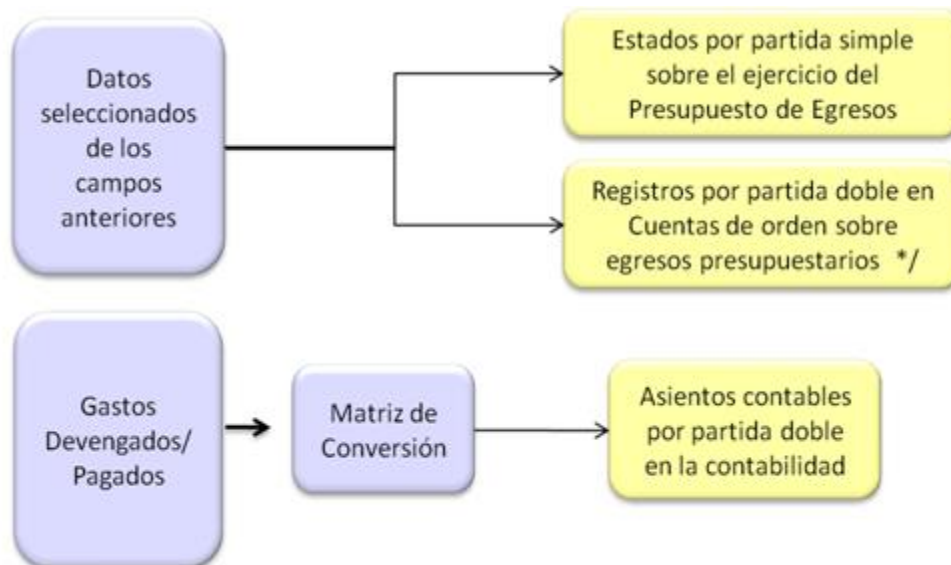 Datos
seleccionados
de los
campos
anteriores
Estados por partida simple
sobre el ejercicio del
Presupuesto de Egresos
Registros por partida doble en
Cuentas de orden sobre
egresos presupuestarios */
Gastos
Devengados/
Pagados
Matriz de
Conversión
Asientos contables
por partida doble
en la contabilidad